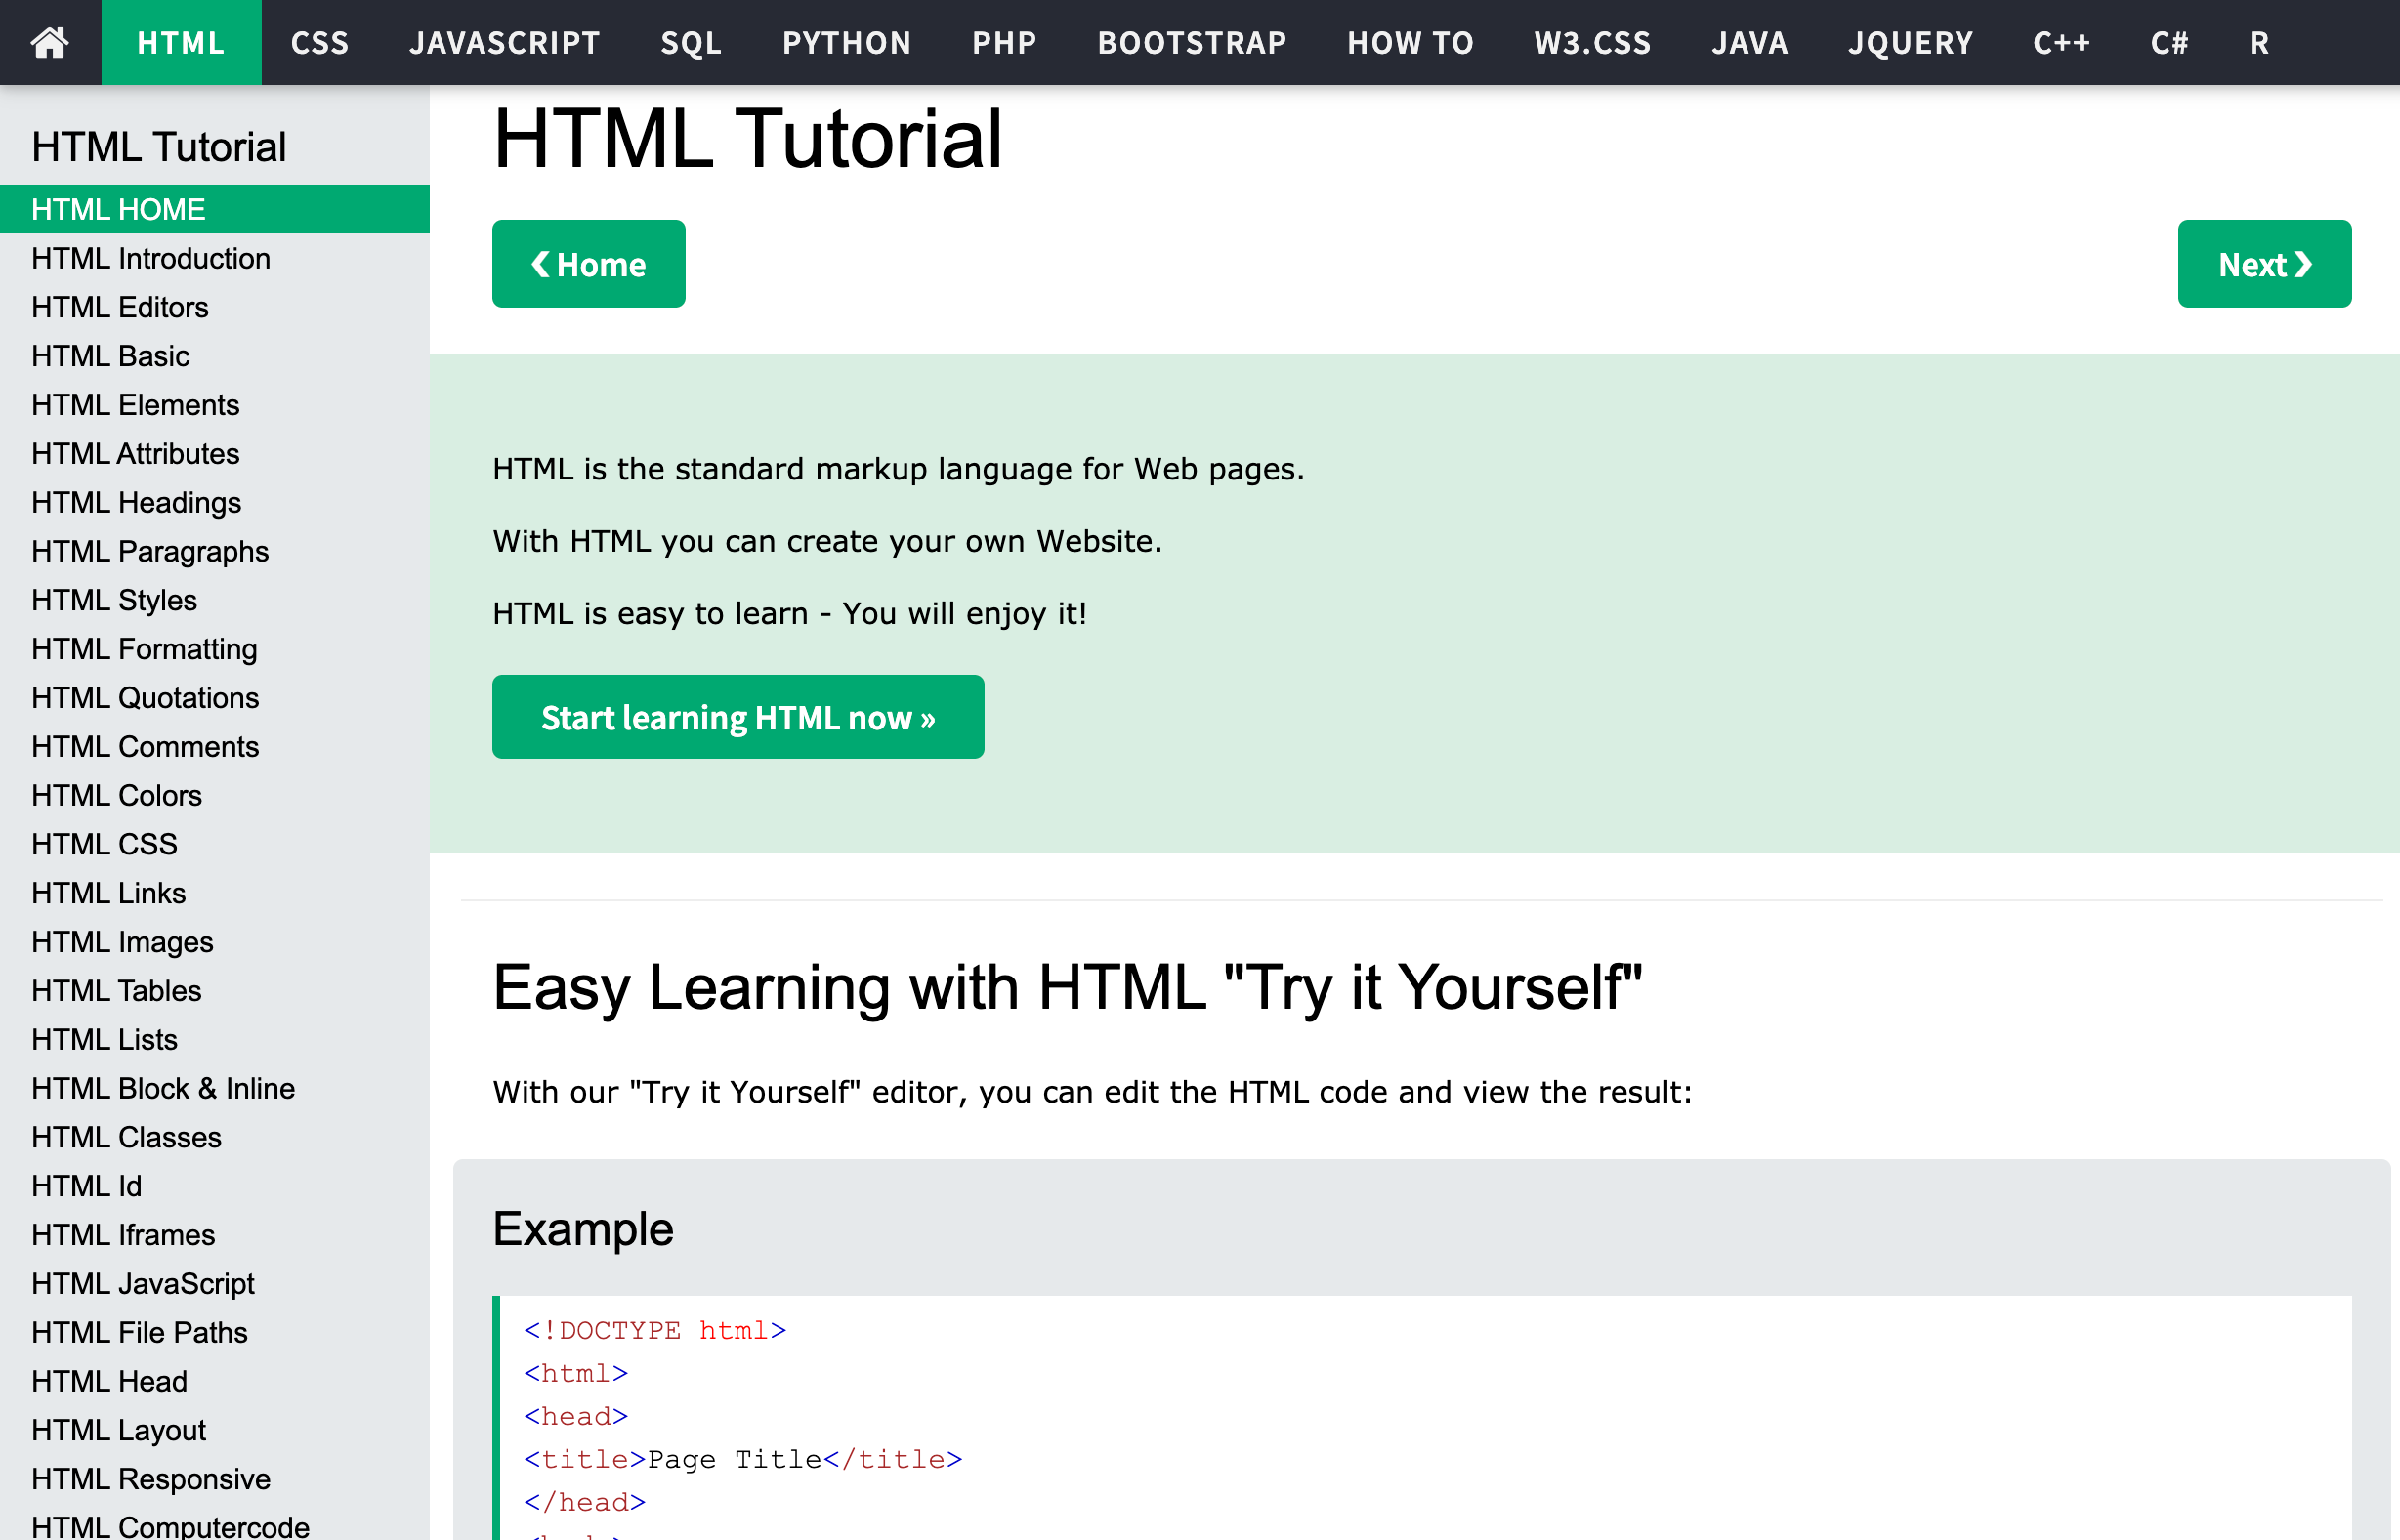 HTML CSS JAVASCRIPT SQL PYTHON PHP BOOTSTRAP HOW TO W3.CSS JAVA JQUERY C++ C# R
HTML Tutorial
HTML HOME
HTML Introduction
HTML Editors
HTML Basic
HTML Elements
HTML Attributes
HTML Headings
HTML Paragraphs
HTML Styles
HTML Formatting
HTML Quotations
HTML Comments
HTML Colors
HTML CSS
HTML Links
HTML Images
HTML Tables
HTML Lists
HTML Block & Inline
HTML Classes
HTML Id
HTML Iframes
HTML JavaScript
HTML File Paths
HTML Head
HTML Layout
HTML Responsive
HTML Computercode
HTML Tutorial
❮ Home
Next ❯
HTML is the standard markup language for Web pages.
With HTML you can create your own Website.
HTML is easy to learn - You will enjoy it!
Start learning HTML now »
Easy Learning with HTML "Try it Yourself"
With our "Try it Yourself" editor, you can edit the HTML code and view the result:
Example
<!DOCTYPE html>
<html>
<head>
<title>Page Title</title>
</head>